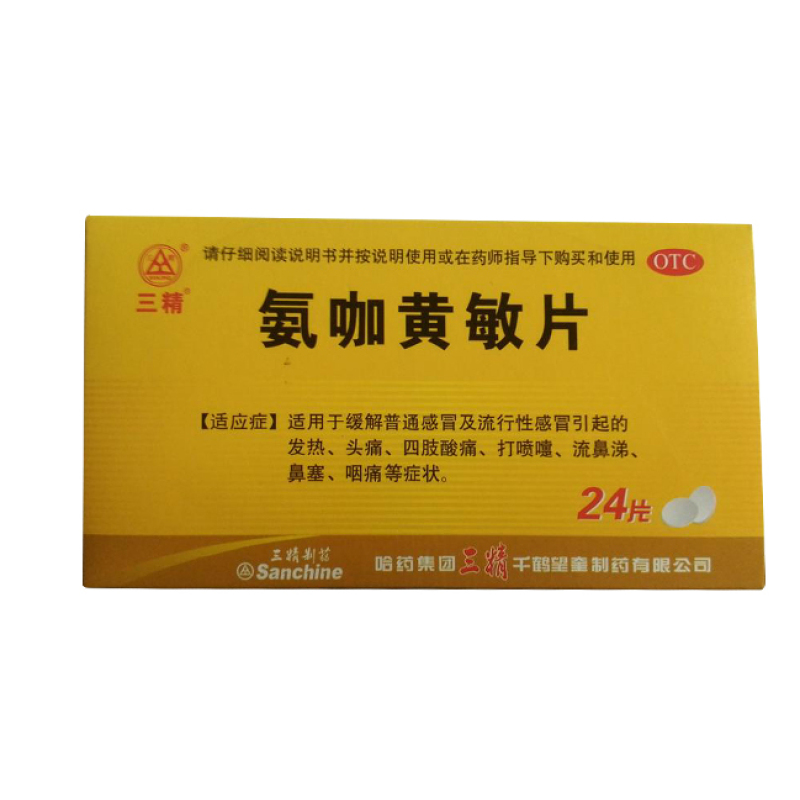 请仔细阅读说明书并按说明使用或在药师指导下购买和使用
OTC
三精®
氨咖黄敏片
【适应症】适用于缓解普通感冒及流行性感冒引起的
发热、头痛、四肢酸痛、打喷嚏、流鼻涕、
鼻塞、咽痛等症状。
24片
三精制药
Sanchine
哈药集团三精千鹤望童制药有限公司